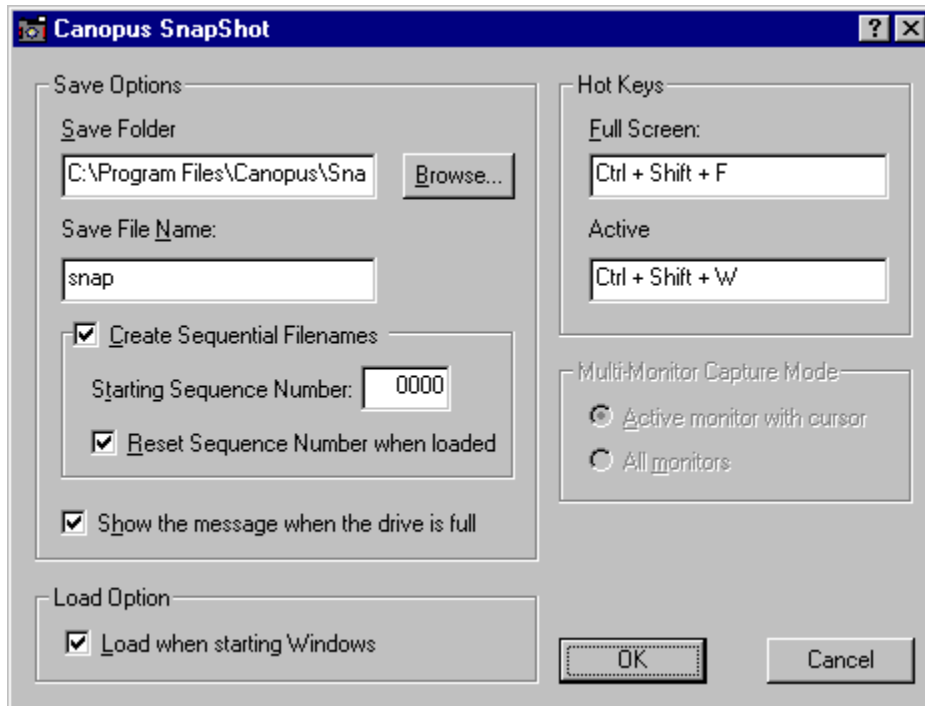 Canopus SnapShot
Save Options
Save Folder
C:\Program Files\Canopus\Sna
Browse...
Save File Name:
snap
Create Sequential Filenames
Starting Sequence Number: 0000
Reset Sequence Number when loaded
Show the message when the drive is full
Load Option
Load when starting Windows
Hot Keys
Full Screen:
Ctrl + Shift + F
Active
Ctrl + Shift + W
Multi-Monitor Capture Mode
Active monitor with cursor
All monitors
OK
Cancel